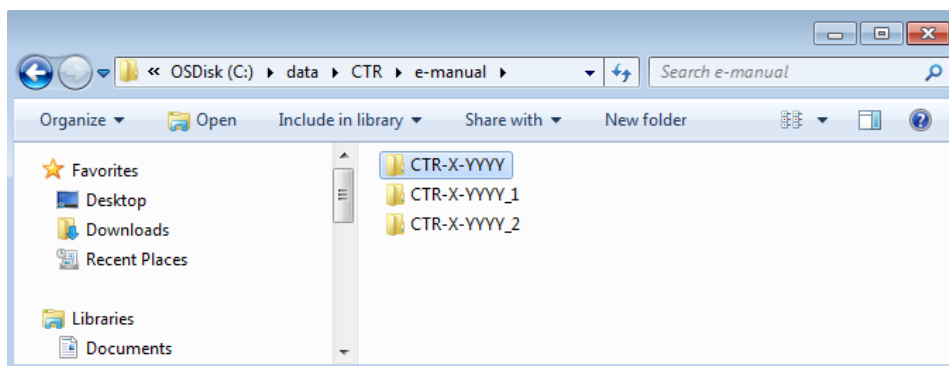 « OSDisk (C:) ▸ data ▸ CTR ▸ e-manual ▸ Search e-manual
Organize ▾ Open Include in library ▾ Share with ▾ New folder
Favorites
Desktop
Downloads
Recent Places
Libraries
Documents
CTR-X-YYYY
CTR-X-YYYY_1
CTR-X-YYYY_2